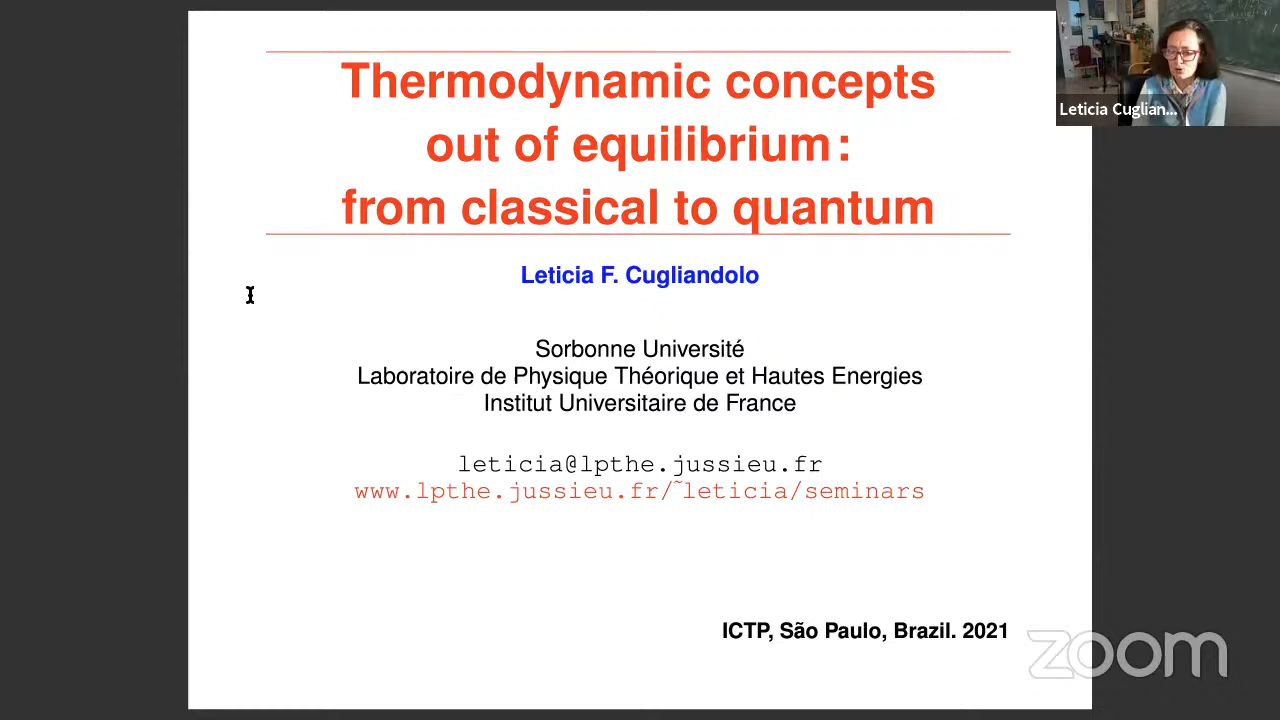 Thermodynamic concepts
out of equilibrium :
from classical to quantum
Leticia F. Cugliandolo
Sorbonne Université
Laboratoire de Physique Théorique et Hautes Energies
Institut Universitaire de France
leticia@lpthe.jussieu.fr
www.lpthe.jussieu.fr/~leticia/seminars
ICTP, São Paulo, Brazil. 2021
Leticia Cuglian...
zoom